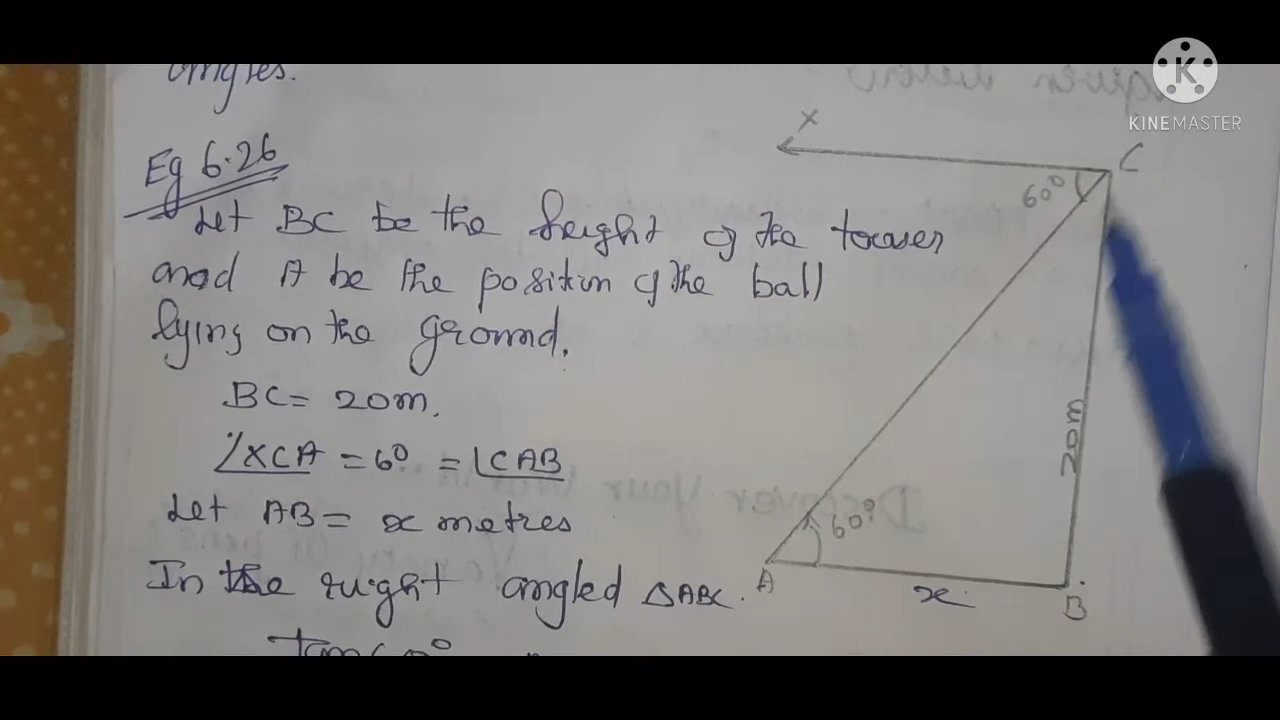 angles.
Eg 6.26
Let BC be the height of the tower
and A be the position of the ball
lying on the ground.
BC = 20m.
∠XCA = 60 = ∠CAB
Let AB = x metres
In the right angled △ABC.
tan60°
X
C
60°
20m
60°
A
x
B
K
KINEMASTER